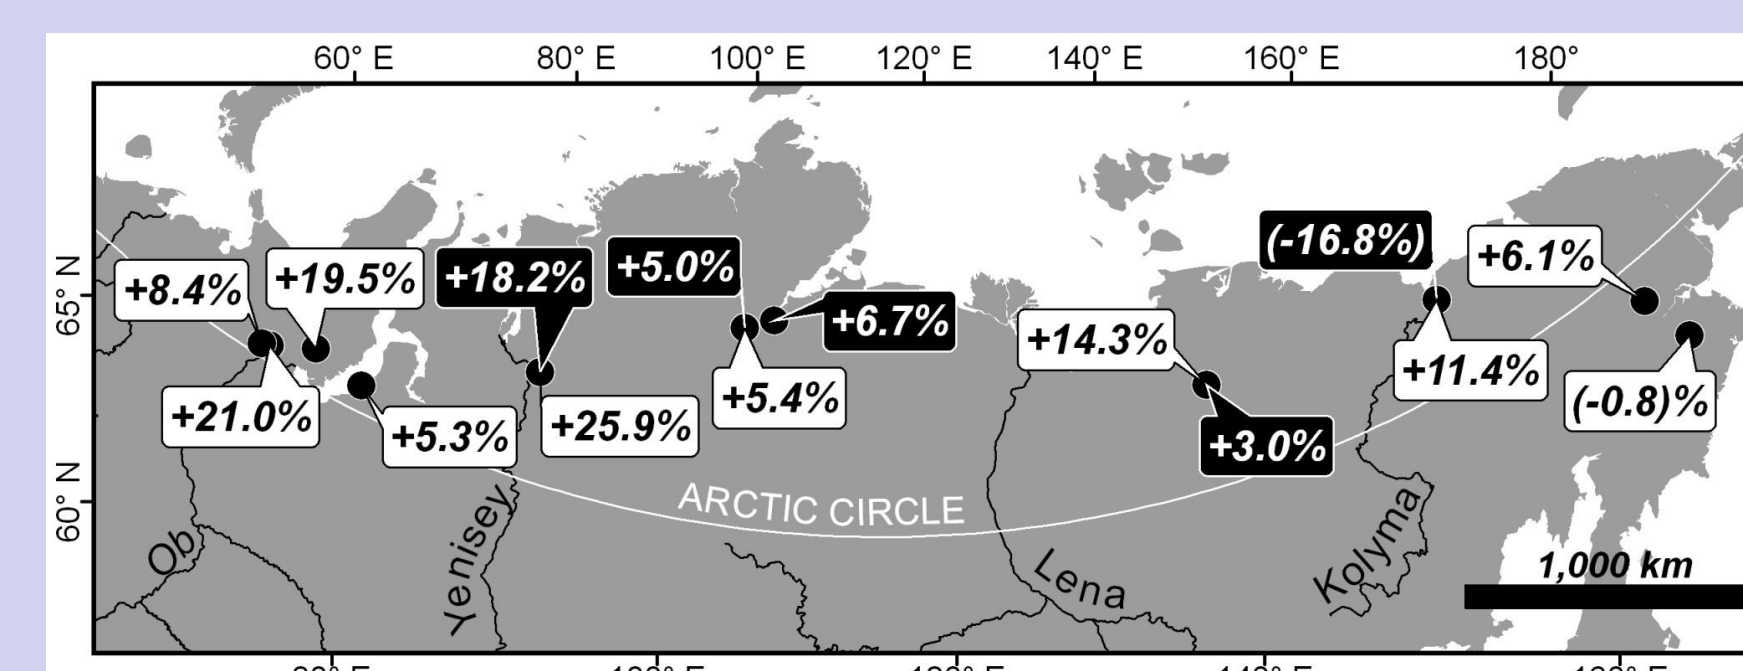 60° E 80° E 100° E 120° E 140° E 160° E 180°
65° N
60° N
+8.4%
+19.5%
+18.2%
+5.0%
(-16.8%)
+6.1%
+6.7%
+14.3%
+11.4%
+21.0%
+5.3%
+25.9%
+5.4%
+3.0%
(-0.8)%
ARCTIC CIRCLE
Ob
Yenisey
Lena
Kolyma
1,000 km